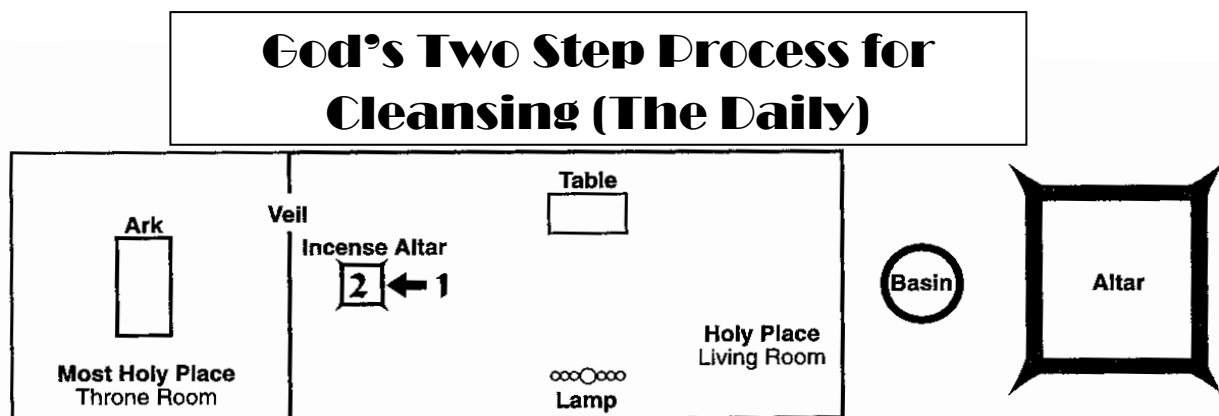 God's Two Step Process for
Cleansing (The Daily)
Ark
Most Holy Place
Throne Room
Veil
Incense Altar
2
1
Table
Holy Place
Living Room
Lamp
Basin
Altar